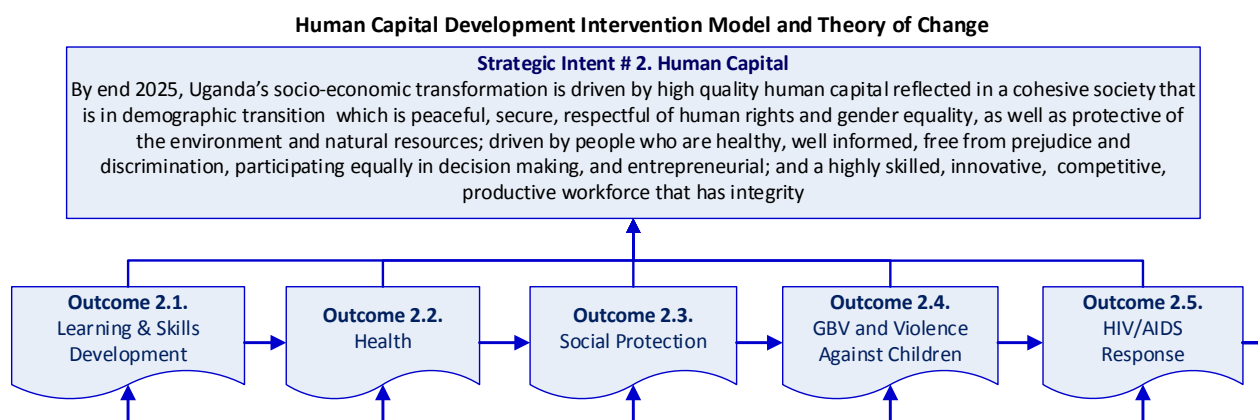 Human Capital Development Intervention Model and Theory of Change
Strategic Intent # 2. Human Capital
By end 2025, Uganda's socio-economic transformation is driven by high quality human capital reflected in a cohesive society that
is in demographic transition which is peaceful, secure, respectful of human rights and gender equality, as well as protective of
the environment and natural resources; driven by people who are healthy, well informed, free from prejudice and
discrimination, participating equally in decision making, and entrepreneurial; and a highly skilled, innovative, competitive,
productive workforce that has integrity
Outcome 2.1.
Learning & Skills
Development
Outcome 2.2.
Health
Outcome 2.3.
Social Protection
Outcome 2.4.
GBV and Violence
Against Children
Outcome 2.5.
HIV/AIDS
Response